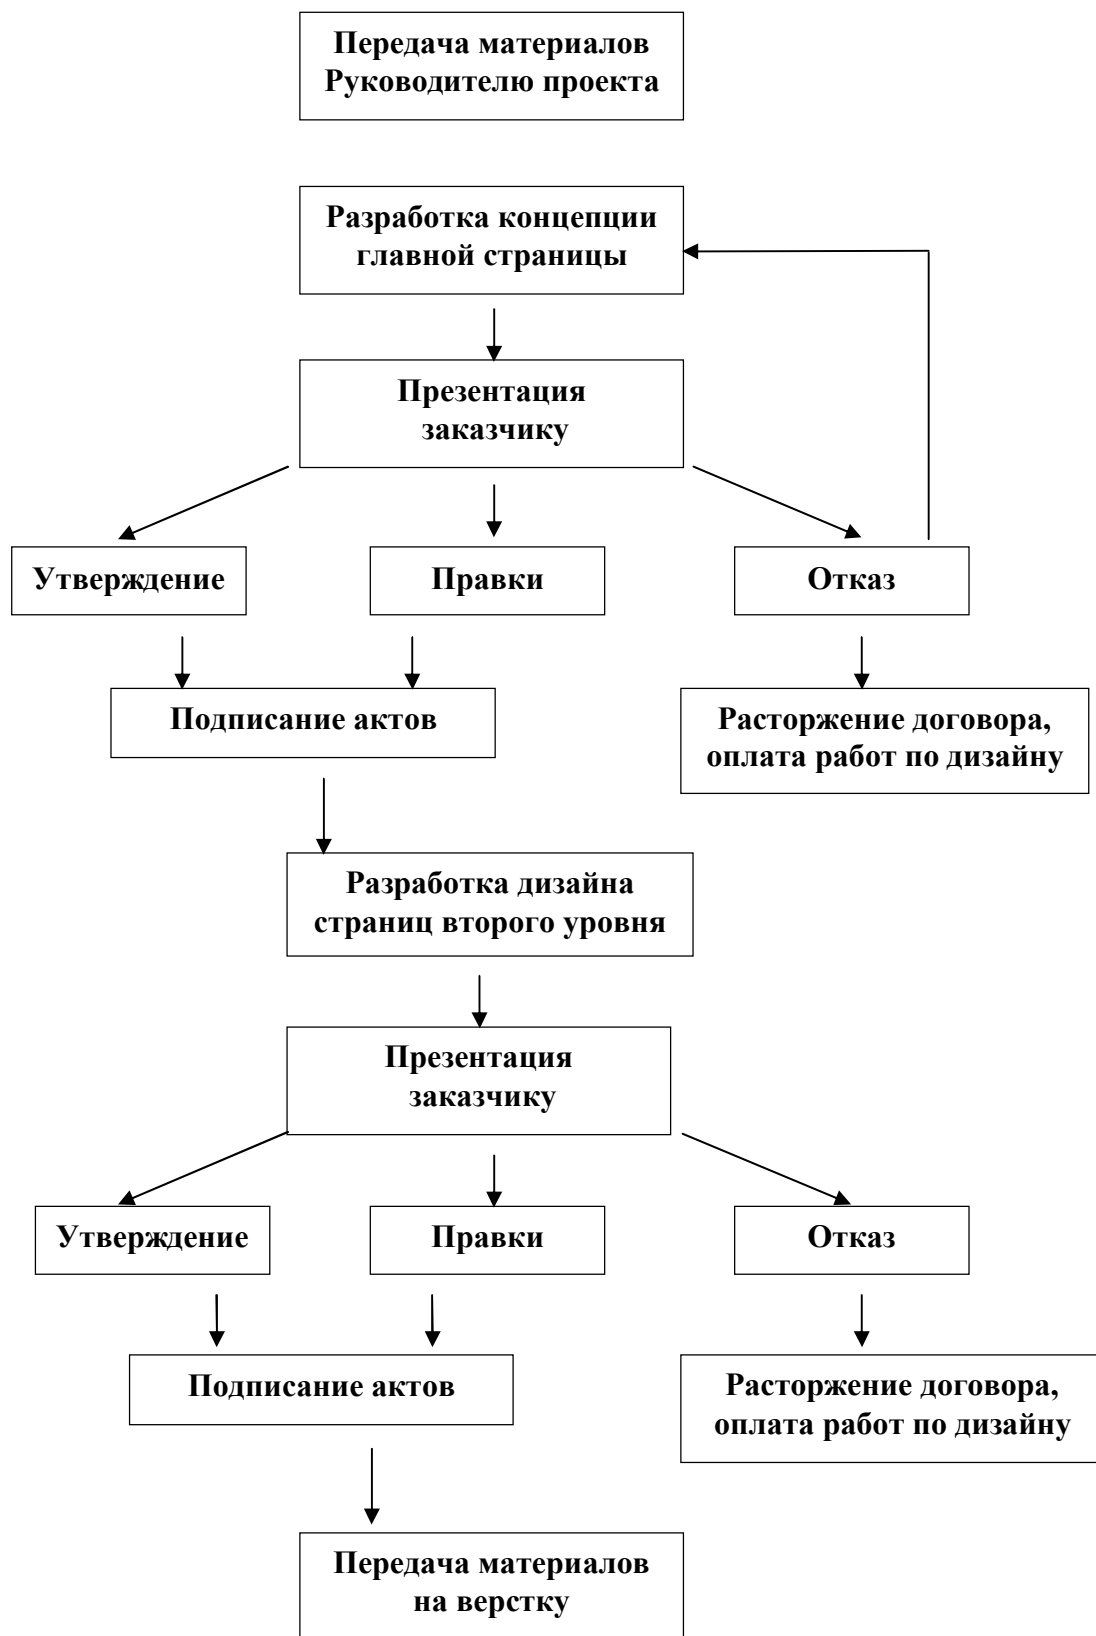 Передача материалов
Руководителю проекта
Разработка концепции
главной страницы
Презентация
заказчику
Утверждение
Правки
Отказ
Подписание актов
Расторжение договора,
оплата работ по дизайну
Разработка дизайна
страниц второго уровня
Презентация
заказчику
Утверждение
Правки
Отказ
Подписание актов
Расторжение договора,
оплата работ по дизайну
Передача материалов
на верстку